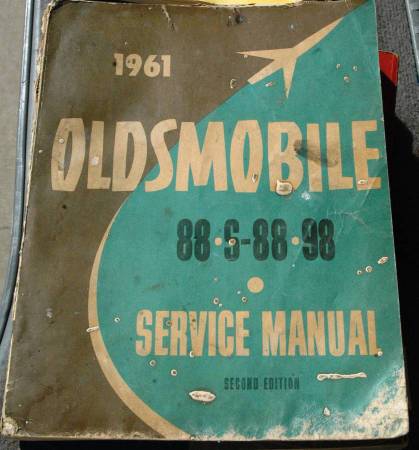 1961
OLDSMOBILE
88·S-88·98
SERVICE MANUAL
SECOND EDITION